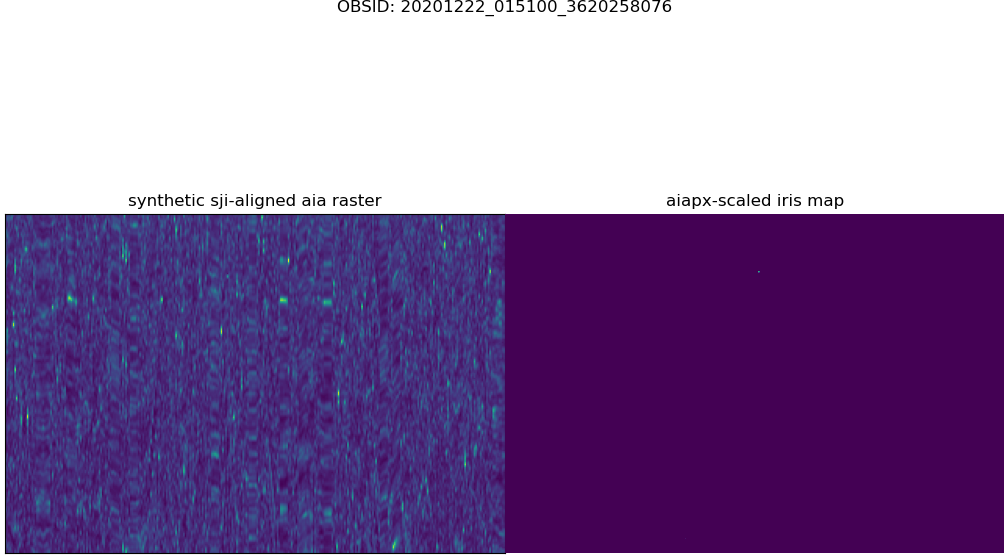 OBSID: 20201222_015100_3620258076
synthetic sji-aligned aia raster
aiapx-scaled iris map